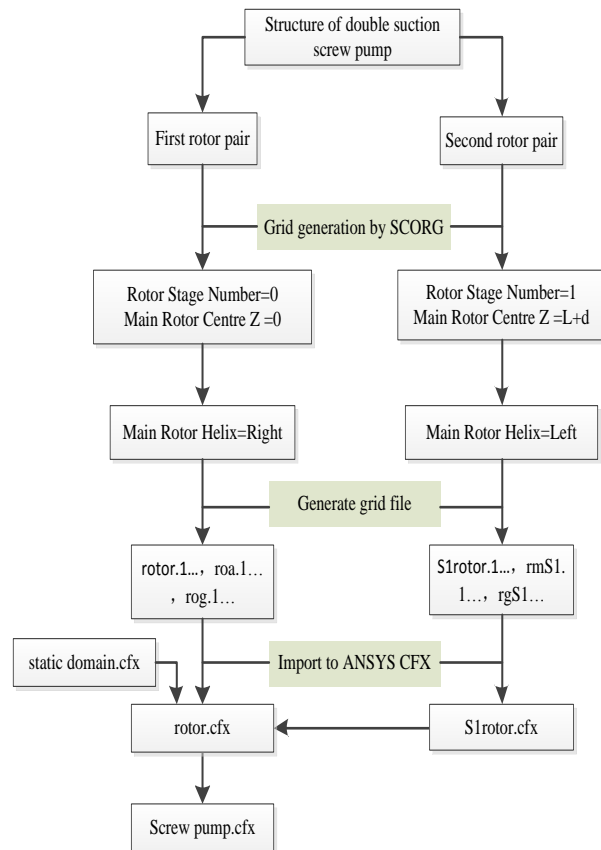 Structure of double suction
screw pump
First rotor pair
Second rotor pair
Grid generation by SCORG
Rotor Stage Number=0
Main Rotor Centre Z =0
Rotor Stage Number=1
Main Rotor Centre Z =L+d
Main Rotor Helix=Right
Main Rotor Helix=Left
Generate grid file
rotor.1...，roa.1…
，rog.1…
S1rotor.1…，rmS1.
1…，rgS1…
static domain.cfx
Import to ANSYS CFX
rotor.cfx
S1rotor.cfx
Screw pump.cfx